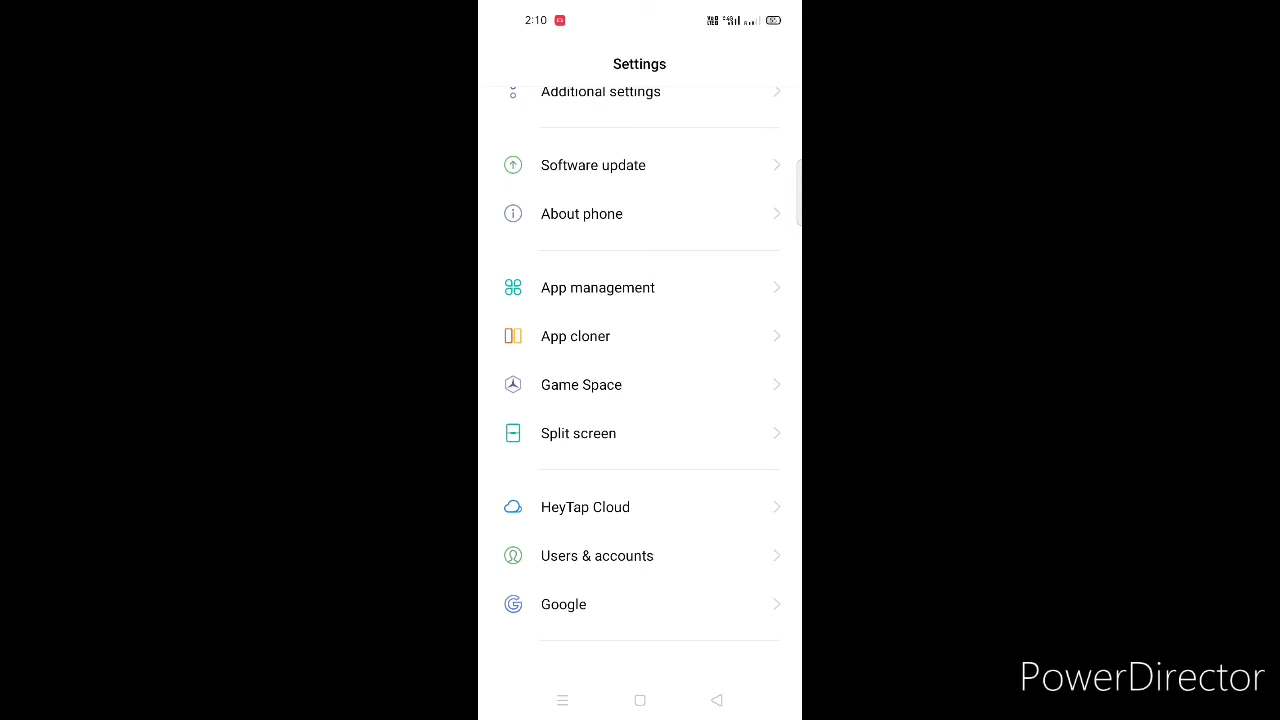 2:10
Settings
Additional settings
Software update
About phone
App management
App cloner
Game Space
Split screen
HeyTap Cloud
Users & accounts
Google
PowerDirector